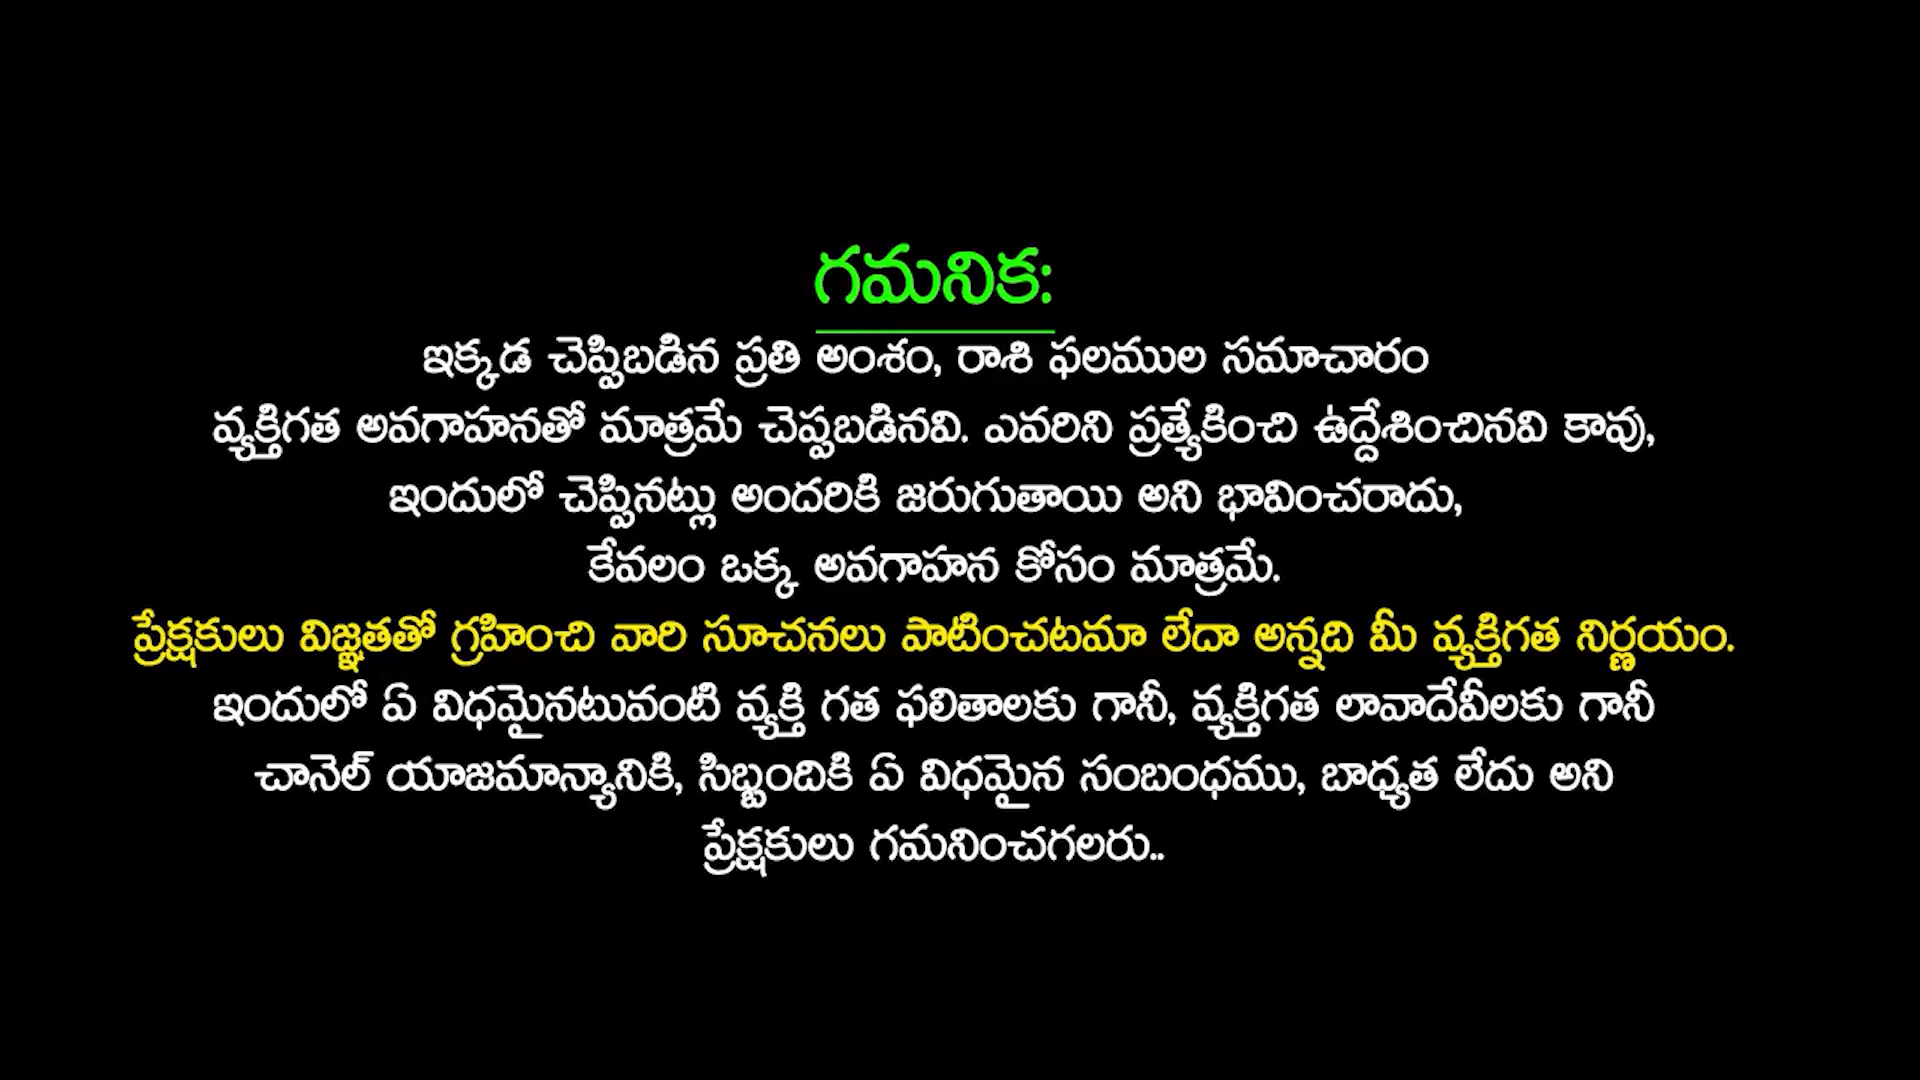 గమనిక:
ఇక్కడ చెప్పిబడిన ప్రతి అంశం, రాశి ఫలముల సమాచారం
వ్యక్తిగత అవగాహనతో మాత్రమే చెప్పబడినవి. ఎవరిని ప్రత్యేకించి ఉద్దేశించినవి కావు,
ఇందులో చెప్పినట్లు అందరికి జరుగుతాయి అని భావించరాదు,
కేవలం ఒక్క అవగాహన కోసం మాత్రమే.
ప్రేక్షకులు విజ్ఞతతో గ్రహించి వారి సూచనలు పాటించటమా లేదా అన్నది మీ వ్యక్తిగత నిర్ణయం.
ఇందులో ఏ విధమైనటువంటి వ్యక్తి గత ఫలితాలకు గానీ, వ్యక్తిగత లావాదేవీలకు గానీ
చానెల్ యాజమాన్యానికి, సిబ్బందికి ఏ విధమైన సంబంధము, బాధ్యత లేదు అని
ప్రేక్షకులు గమనించగలరు..